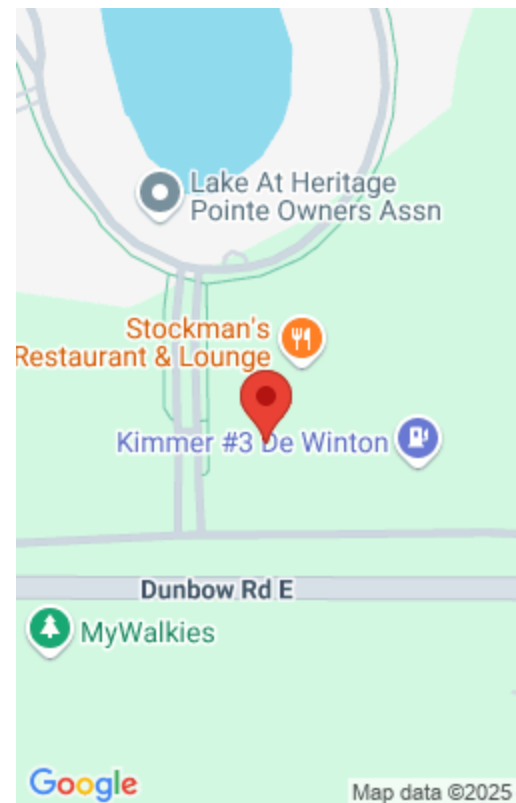 Lake At Heritage
Pointe Owners Assn
Stockman's
Restaurant & Lounge
Kimmer #3 De Winton
Dunbow Rd E
MyWalkies
Google
Map data ©2025